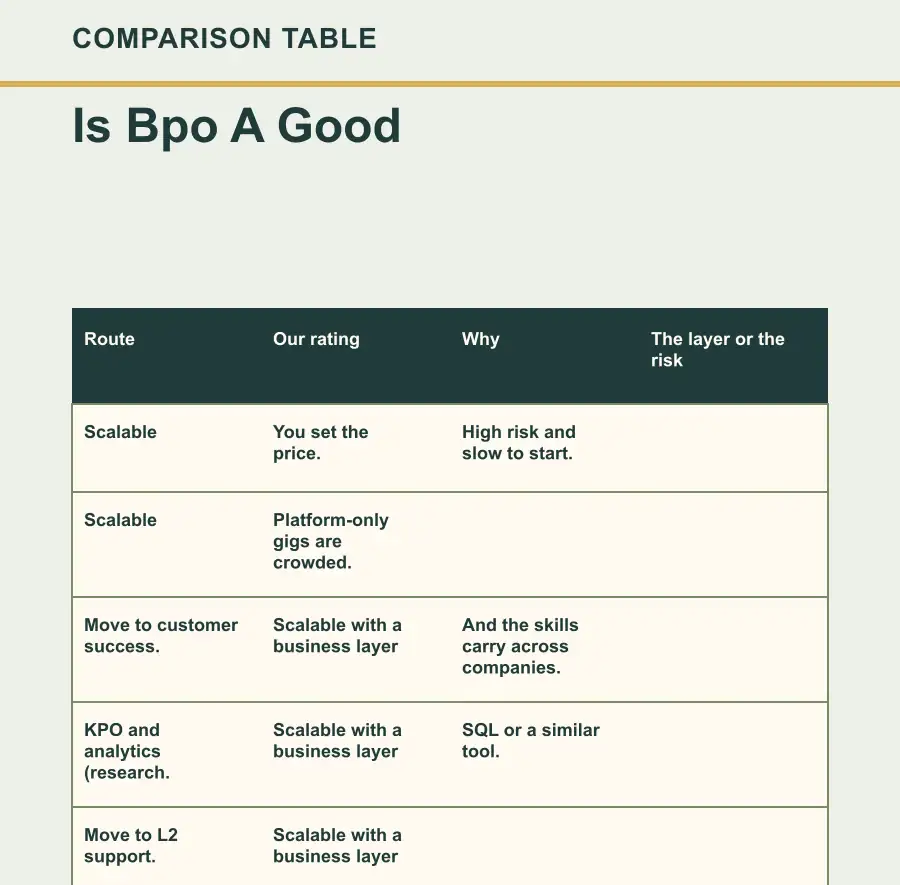 COMPARISON TABLE
Is Bpo A Good
Route
Our rating
Why
The layer or the
risk
Scalable
You set the
price.
High risk and
slow to start.
Scalable
Platform-only
gigs are
crowded.
Move to customer
success.
Scalable with a
business layer
And the skills
carry across
companies.
KPO and
analytics
(research.
Scalable with a
business layer
SQL or a similar
tool.
Move to L2
support.
Scalable with a
business layer